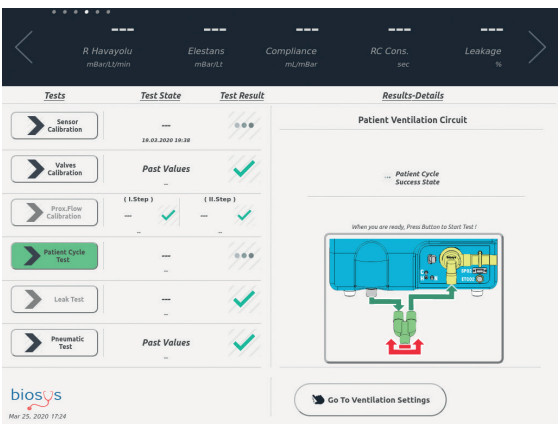 --- --- --- --- ---
R Havayolu Elestans Compliance RC Cons. Leakage
mBar/Lt/min mBar/Lt mL/mBar sec %
Tests Test State Test Result Results-Details
Sensor
Calibration
---
19.03.2020 19:38
Patient Ventilation Circuit
Valves
Calibration
Past Values
--
... Patient Cycle
Success State
Prox.Flow
Calibration
( I.Step ) ( II.Step )
--- ---
-- --
When you are ready, Press Button to Start Test !
Patient Cycle
Test
---
--
SPO2
ETCO2
Leak Test
---
--
Pneumatic
Test
Past Values
--
biosys
Go To Ventilation Settings
Mar 25, 2020 17:24